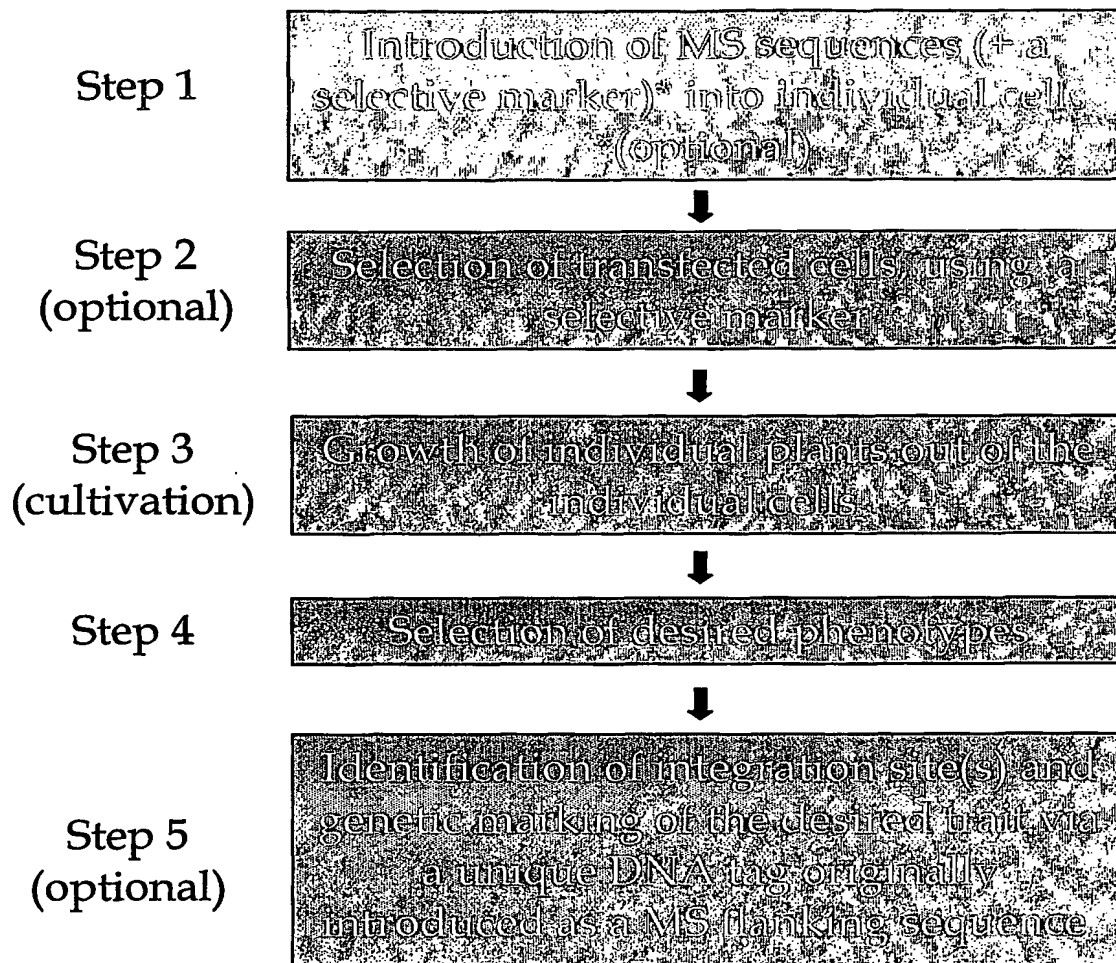 Step 1
Introduction of MS sequences (+ a
selective marker)* into individual cells
(optional)
Step 2
(optional)
Selection of transfected cells, using a
selective marker
Step 3
(cultivation)
Growth of individual plants out of the
individual cells
Step 4
Selection of desired phenotypes
Step 5
(optional)
Identification of integration site(s) and
genetic marking of the desired trait via
a unique DNA tag originally
introduced as a MS flanking sequence